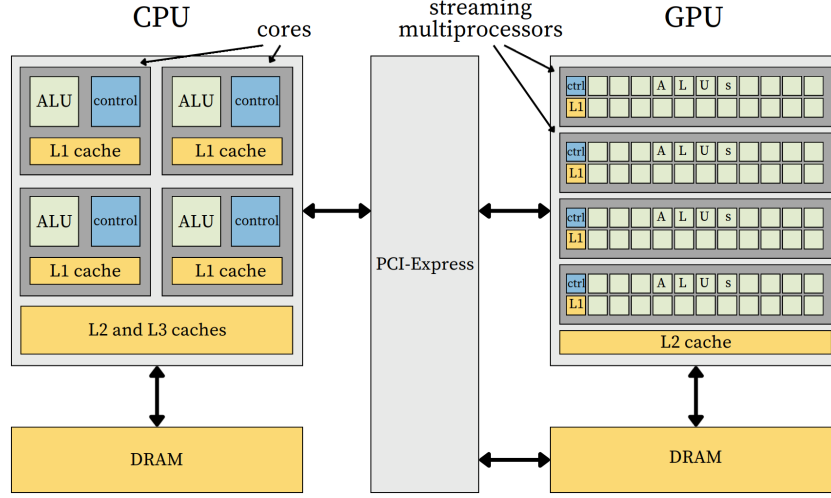 CPU
cores
streaming
multiprocessors
GPU
ALU control
L1 cache
ALU control
L1 cache
ALU control
L1 cache
ALU control
L1 cache
L2 and L3 caches
DRAM
PCI-Express
ctrl A L U s
L1
ctrl A L U s
L1
ctrl A L U s
L1
ctrl A L U s
L1
L2 cache
DRAM